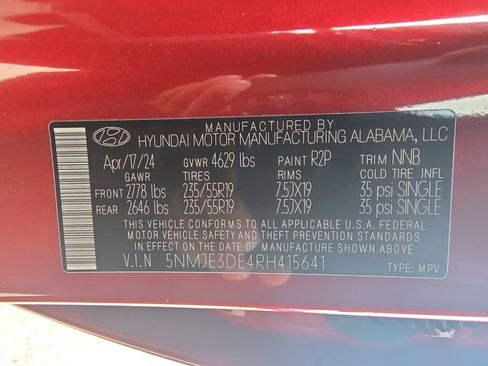 MANUFACTURED BY
HYUNDAI MOTOR MANUFACTURING ALABAMA, LLC
Apr/17/24 GVWR 4629 lbs PAINT R2P TRIM NNB
GAWR TIRES RIMS COLD TIRE INFL
FRONT 2778 lbs 235/55R19 7.5JX19 35 psi SINGLE
REAR 2646 lbs 235/55R19 7.5JX19 35 psi SINGLE
THIS VEHICLE CONFORMS TO ALL APPLICABLE U.S.A. FEDERAL
MOTOR VEHICLE SAFETY AND THEFT PREVENTION STANDARDS
IN EFFECT ON THE DATE OF MANUFACTURE SHOWN ABOVE
V.I.N 5NMJE3DE4RH415641 TYPE: MPV